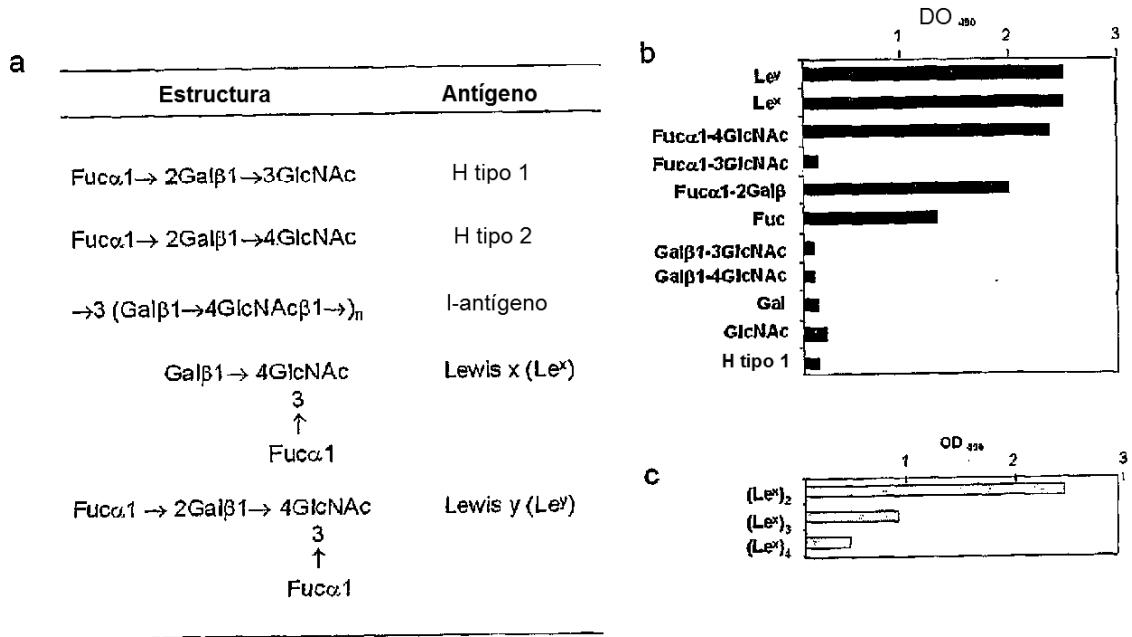 a
Estructura Antígeno
Fucα1→ 2Galβ1→3GlcNAc H tipo 1
Fucα1→ 2Galβ1→4GlcNAc H tipo 2
→3 (Galβ1→4GlcNAcβ1→)n I-antígeno
Galβ1→ 4GlcNAc Lewis x (Leˣ)
3
↑
Fucα1
Fucα1 → 2Galβ1→ 4GlcNAc Lewis y (Leʸ)
3
↑
Fucα1
b
DO
1 2 3
Leʸ
Leˣ
Fucα1-4GlcNAc
Fucα1-3GlcNAc
Fucα1-2Galβ
Fuc
Galβ1-3GlcNAc
Galβ1-4GlcNAc
Gal
GlcNAc
H tipo 1
c
OD
1 2 3
(Leˣ)₂
(Leˣ)₃
(Leˣ)₄